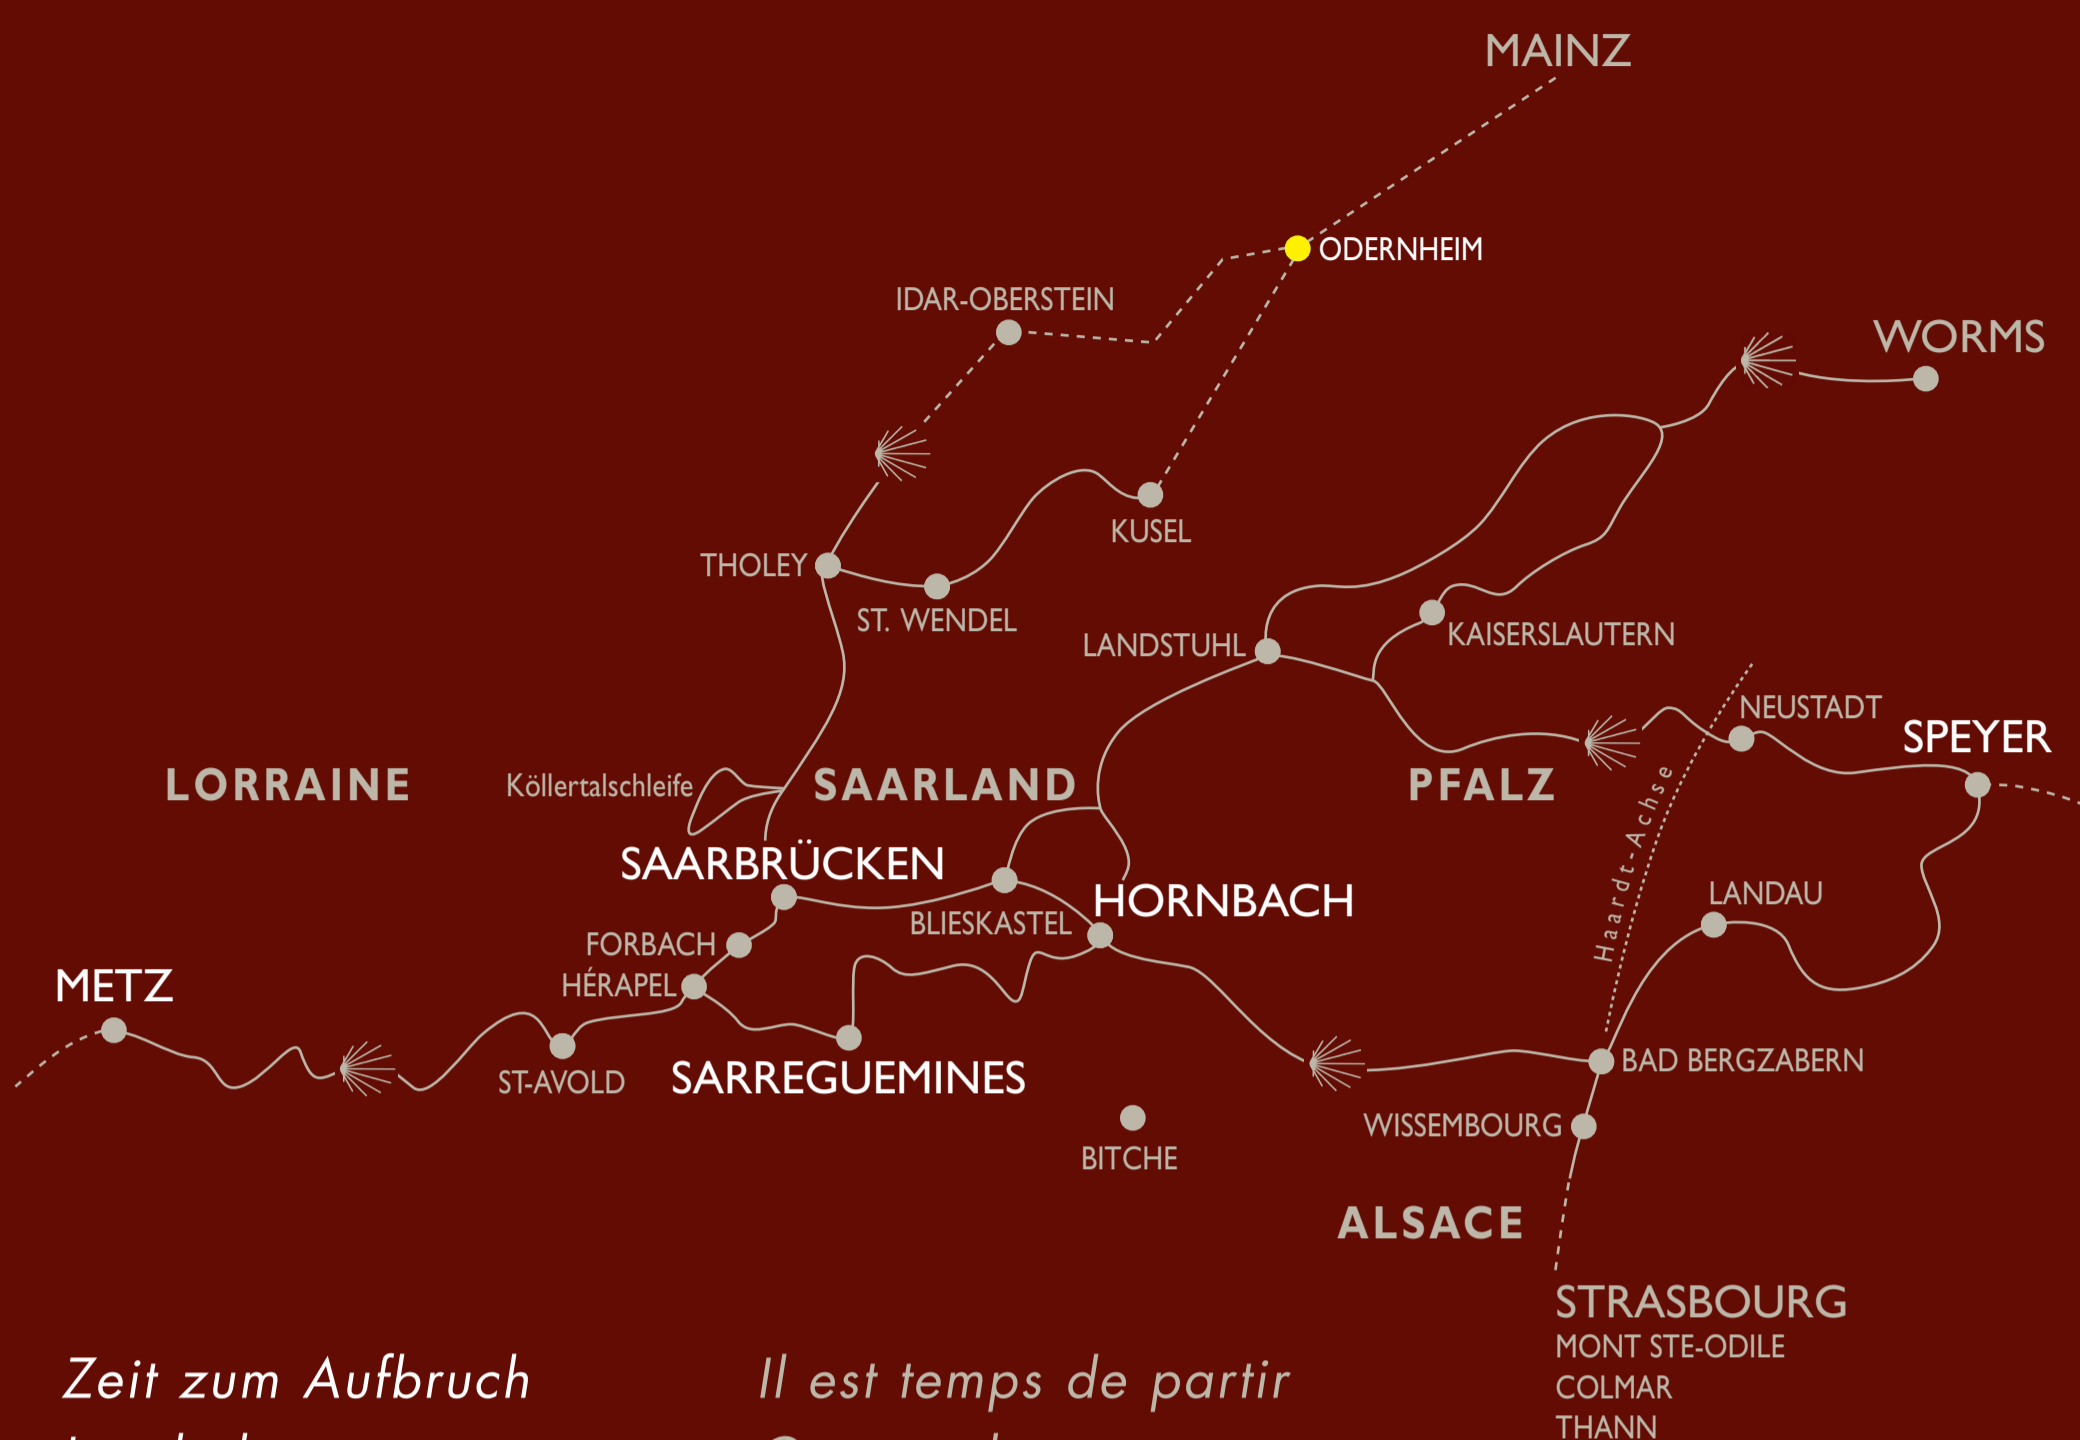 MAINZ
ODERNHEIM
IDAR-OBERSTEIN
WORMS
KUSEL
THOLEY
ST. WENDEL
LANDSTUHL
KAISERSLAUTERN
NEUSTADT
SPEYER
LORRAINE
Köllertalschleife
SAARLAND
PFALZ
Haardt-Achse
SAARBRÜCKEN
HORNBACH
LANDAU
BLIESKASTEL
FORBACH
HÉRAPEL
METZ
ST-AVOLD
SARREGUEMINES
BAD BERGZABERN
WISSEMBOURG
BITCHE
ALSACE
STRASBOURG
MONT STE-ODILE
COLMAR
THANN
Zeit zum Aufbruch
Il est temps de partir